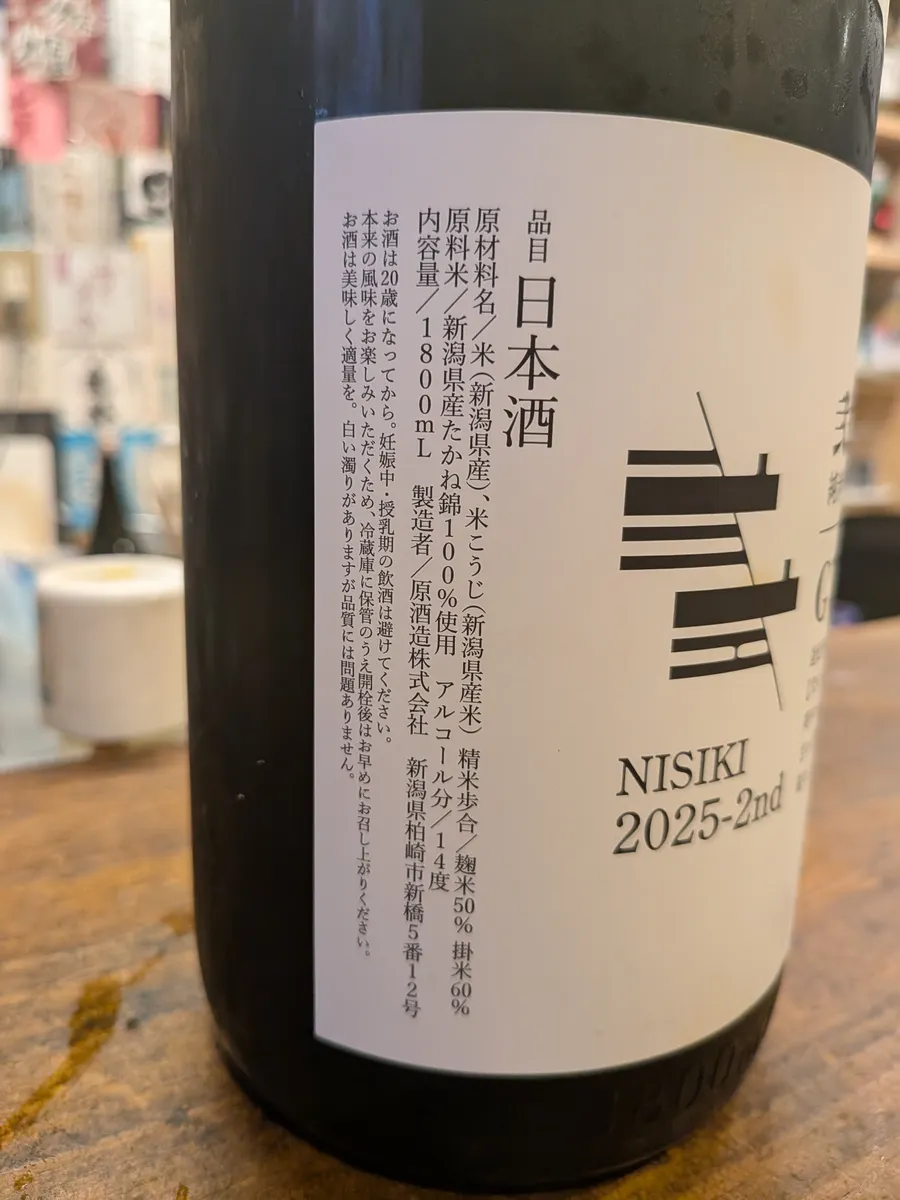 品目 日本酒
原材料名／米(新潟県産)、米こうじ(新潟県産米) 精米歩合／麹米50% 掛米60%
原料米／新潟県産たかね錦100%使用 アルコール分／14度
内容量／1800mL 製造者／原酒造株式会社 新潟県柏崎市新橋5番12号
お酒は20歳になってから。妊娠中・授乳期の飲酒は避けてください。
本来の風味をお楽しみいただくため、冷蔵庫に保管のうえ開栓後はお早めにお召し上がりください。
お酒は美味しく適量を。白い濁りがありますが品質には問題ありません。
NISIKI
2025-2nd